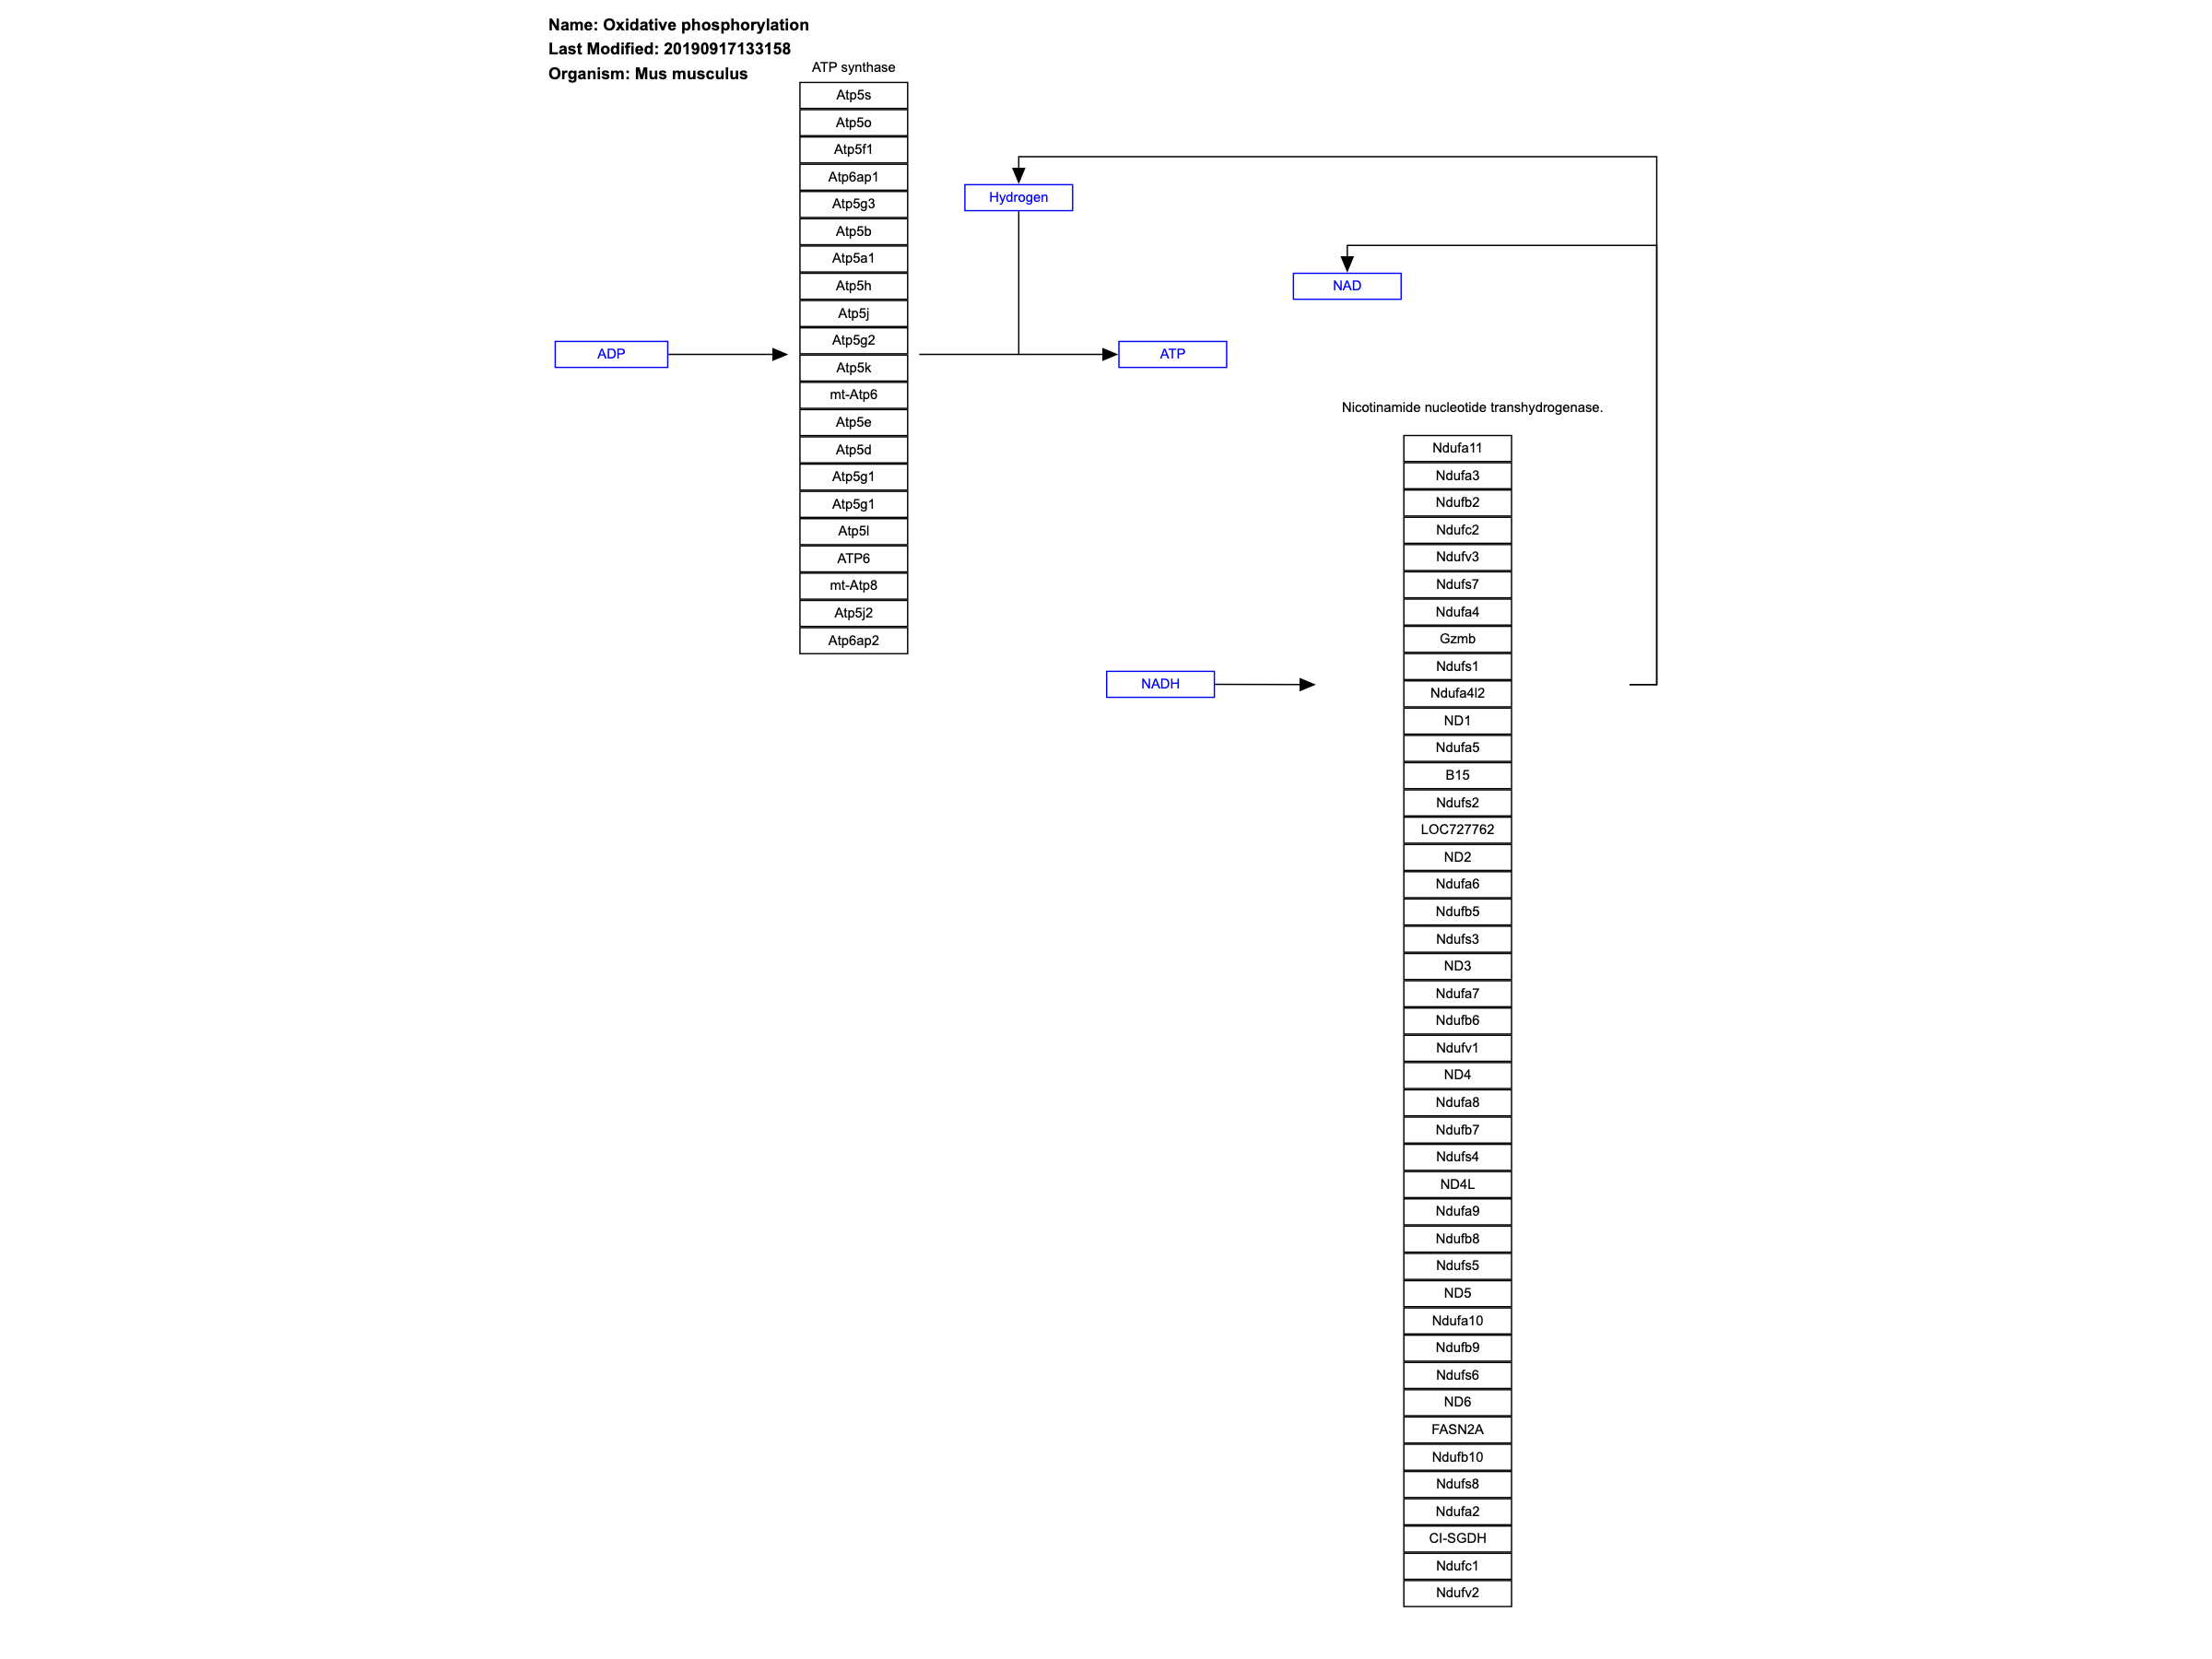 Name: Oxidative phosphorylation
Last Modified: 20190917133158
Organism: Mus musculus
ATP synthase
Atp5s
Atp5o
Atp5f1
Atp6ap1
Atp5g3
Atp5b
Atp5a1
Atp5h
Atp5j
Atp5g2
Atp5k
mt-Atp6
Atp5e
Atp5d
Atp5g1
Atp5g1
Atp5l
ATP6
mt-Atp8
Atp5j2
Atp6ap2
Hydrogen
NAD
ADP
ATP
Nicotinamide nucleotide transhydrogenase.
NADH
Ndufa11
Ndufa3
Ndufb2
Ndufc2
Ndufv3
Ndufs7
Ndufa4
Gzmb
Ndufs1
Ndufa4l2
ND1
Ndufa5
B15
Ndufs2
LOC727762
ND2
Ndufa6
Ndufb5
Ndufs3
ND3
Ndufa7
Ndufb6
Ndufv1
ND4
Ndufa8
Ndufb7
Ndufs4
ND4L
Ndufa9
Ndufb8
Ndufs5
ND5
Ndufa10
Ndufb9
Ndufs6
ND6
FASN2A
Ndufb10
Ndufs8
Ndufa2
CI-SGDH
Ndufc1
Ndufv2